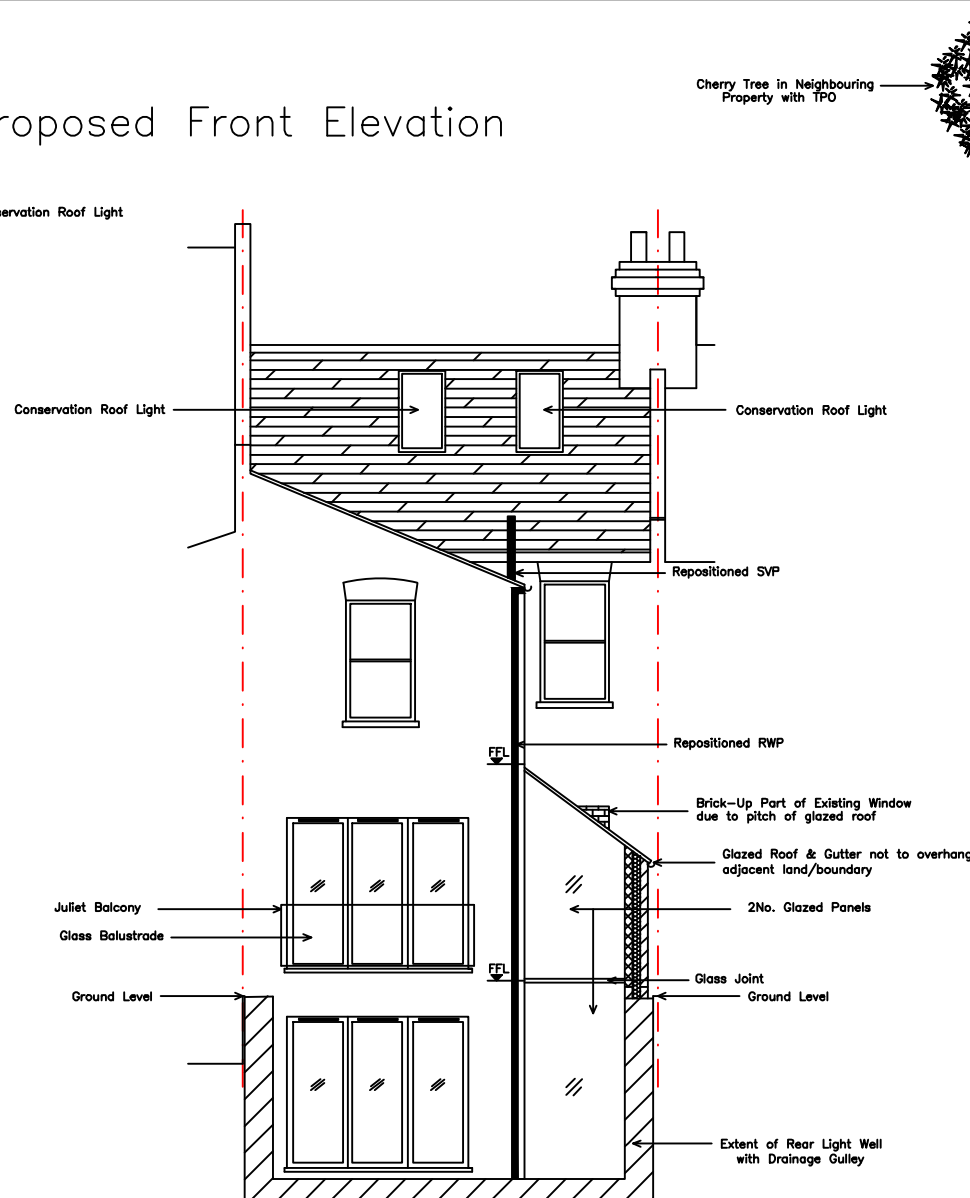 Cherry Tree in Neighbouring
Property with TPO
roposed Front Elevation
ervation Roof Light
Conservation Roof Light
Conservation Roof Light
Repositioned SVP
Repositioned RWP
FFL
Brick-Up Part of Existing Window
due to pitch of glazed roof
Glazed Roof & Gutter not to overhang
adjacent land/boundary
Juliet Balcony
2No. Glazed Panels
Glass Balustrade
FFL
Glass Joint
Ground Level
Ground Level
Extent of Rear Light Well
with Drainage Gulley